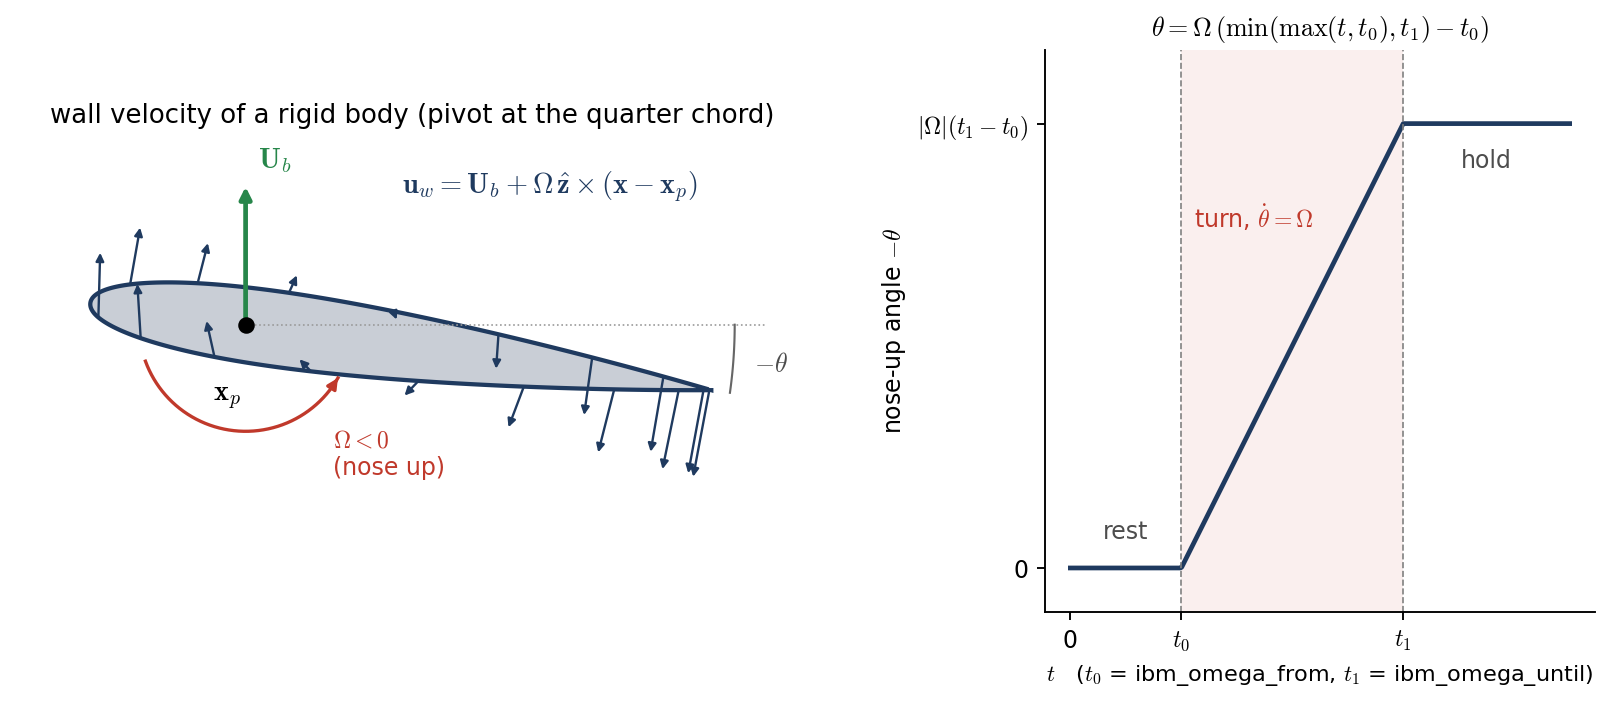 wall velocity of a rigid body (pivot at the quarter chord)
U_b
u_w = U_b + Ω ẑ × (x − x_p)
−θ
x_p
Ω < 0
(nose up)
θ = Ω (min(max(t, t_0), t_1) − t_0)
|Ω|(t_1 − t_0)
hold
turn, θ̇ = Ω
nose-up angle −θ
rest
0
0
t_0
t_1
t (t_0 = ibm_omega_from, t_1 = ibm_omega_until)